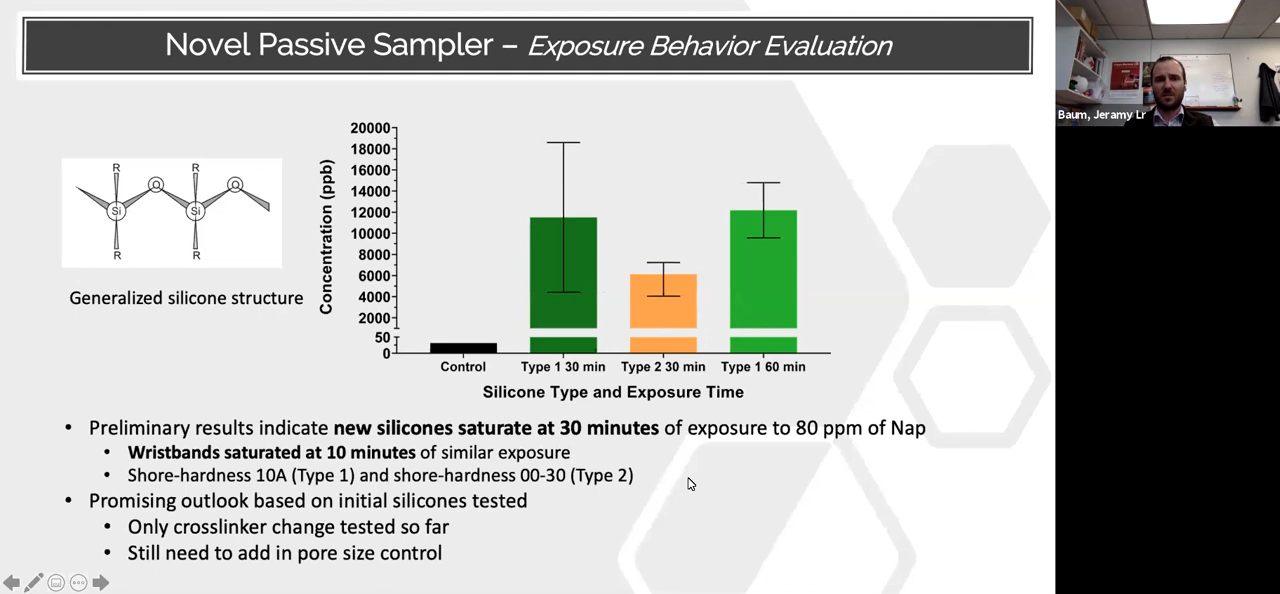 Novel Passive Sampler – Exposure Behavior Evaluation
Baum, Jeramy Lr
R
R
Si
O
Si
O
R
R
Generalized silicone structure
Concentration (ppb)
20000
18000
16000
14000
12000
10000
8000
6000
4000
2000
50
0
Control
Type 1 30 min
Type 2 30 min
Type 1 60 min
Silicone Type and Exposure Time
• Preliminary results indicate new silicones saturate at 30 minutes of exposure to 80 ppm of Nap
• Wristbands saturated at 10 minutes of similar exposure
• Shore-hardness 10A (Type 1) and shore-hardness 00-30 (Type 2)
• Promising outlook based on initial silicones tested
• Only crosslinker change tested so far
• Still need to add in pore size control